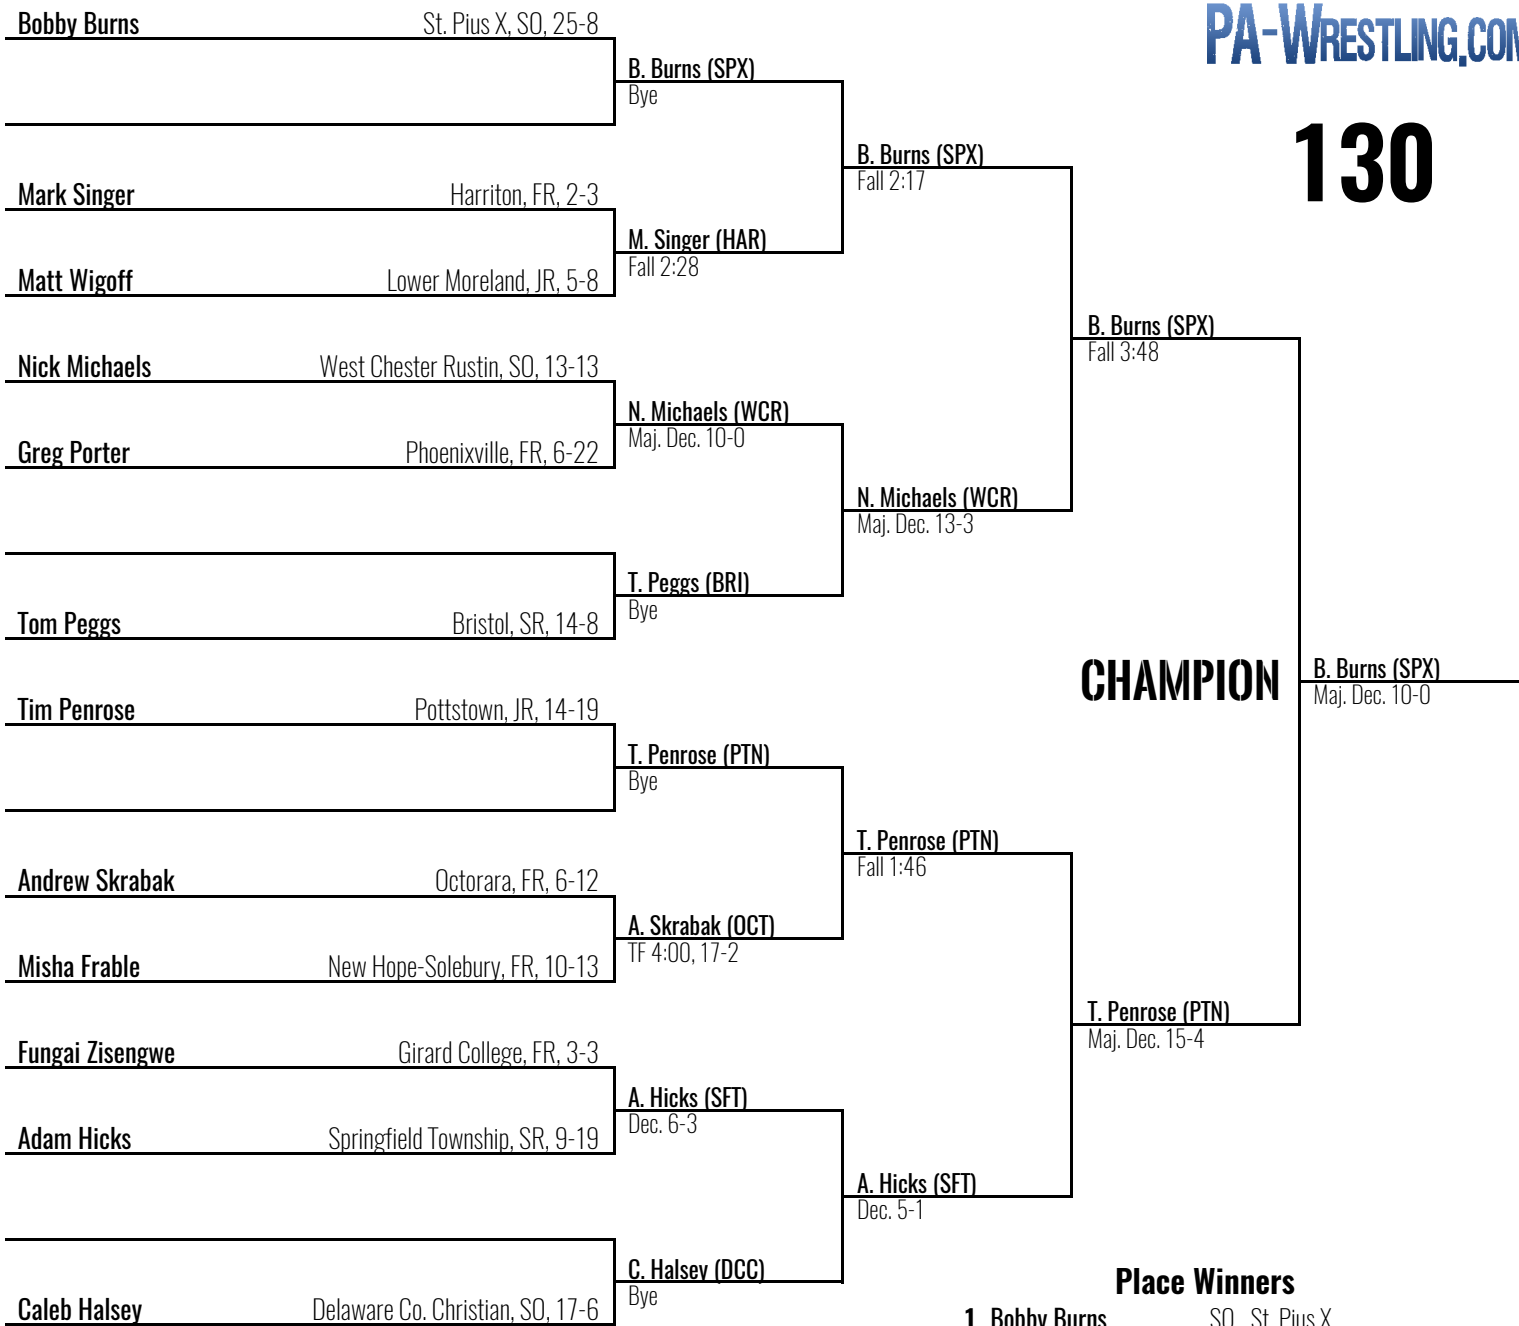 Bobby Burns St. Pius X, SO, 25-8
PA-WRESTLING.COM
B. Burns (SPX)
Bye
130
B. Burns (SPX)
Fall 2:17
Mark Singer Harriton, FR, 2-3
M. Singer (HAR)
Fall 2:28
Matt Wigoff Lower Moreland, JR, 5-8
B. Burns (SPX)
Fall 3:48
Nick Michaels West Chester Rustin, SO, 13-13
N. Michaels (WCR)
Maj. Dec. 10-0
Greg Porter Phoenixville, FR, 6-22
N. Michaels (WCR)
Maj. Dec. 13-3
T. Peggs (BRI)
Bye
Tom Peggs Bristol, SR, 14-8
CHAMPION
B. Burns (SPX)
Maj. Dec. 10-0
Tim Penrose Pottstown, JR, 14-19
T. Penrose (PTN)
Bye
T. Penrose (PTN)
Fall 1:46
Andrew Skrabak Octorara, FR, 6-12
A. Skrabak (OCT)
TF 4:00, 17-2
Misha Frable New Hope-Solebury, FR, 10-13
T. Penrose (PTN)
Maj. Dec. 15-4
Fungai Zisengwe Girard College, FR, 3-3
A. Hicks (SFT)
Dec. 6-3
Adam Hicks Springfield Township, SR, 9-19
A. Hicks (SFT)
Dec. 5-1
C. Halsey (DCC)
Bye
Caleb Halsey Delaware Co. Christian, SO, 17-6
Place Winners
1 Bobby Burns SO St. Pius X